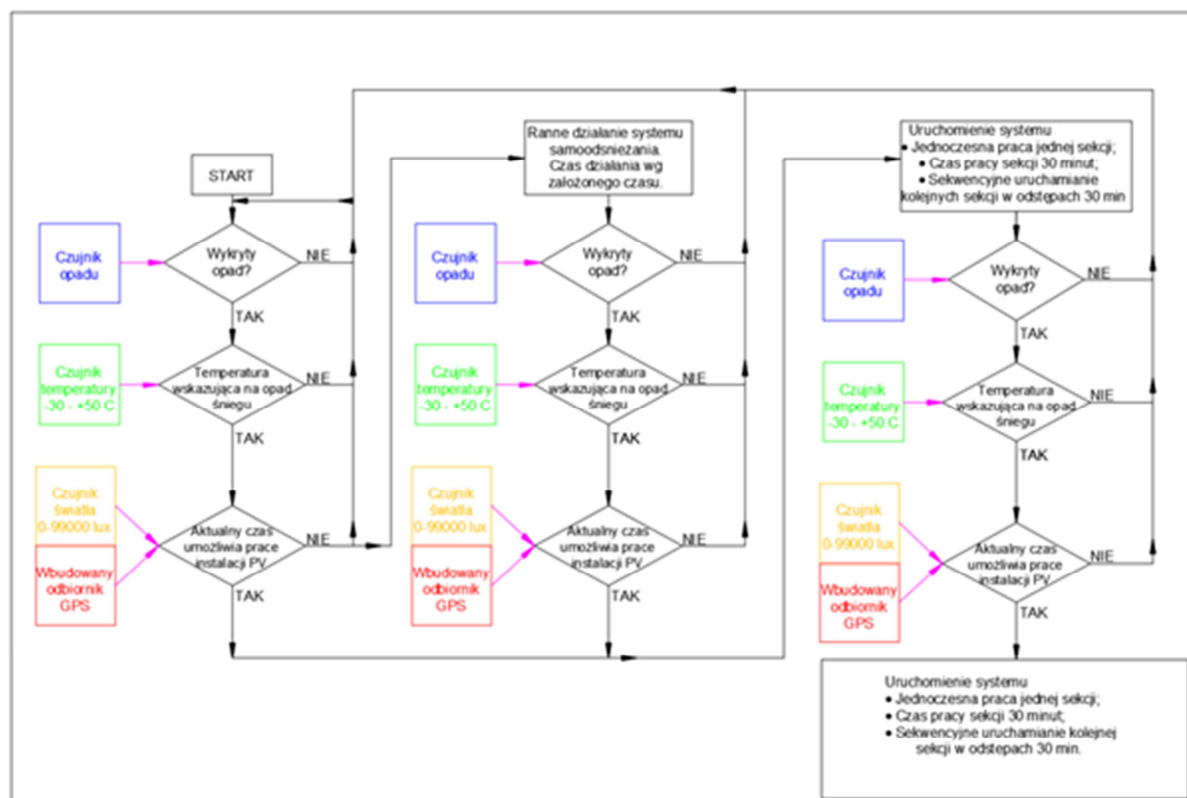 START
Wykryty
opad?
NIE
TAK
Czujnik
opadu
Temperatura
wskazująca na opad
śniegu
NIE
TAK
Czujnik
temperatury
-30 - +50 C
Aktualny czas
umożliwia prace
instalacji PV
NIE
TAK
Czujnik
światla
0-99000 lux
Wbudowany
odbiornik
GPS
Ranne działanie systemu
samoodsnieżania.
Czas działania wg
założonego czasu.
Wykryty
opad?
NIE
TAK
Czujnik
opadu
Temperatura
wskazująca na opad
śniegu
NIE
TAK
Czujnik
temperatury
-30 - +50 C
Aktualny czas
umożliwia prace
instalacji PV
NIE
TAK
Czujnik
światla
0-99000 lux
Wbudowany
odbiornik
GPS
Uruchomienie systemu
● Jednoczesna praca jednej sekcji;
● Czas pracy sekcji 30 minut;
● Sekwencyjne uruchamianie
kolejnych sekcji w odstępach 30 min
Wykryty
opad?
NIE
TAK
Czujnik
opadu
Temperatura
wskazująca na opad
śniegu
NIE
TAK
Czujnik
temperatury
-30 - +50 C
Aktualny czas
umożliwia prace
instalacji PV
NIE
TAK
Czujnik
światla
0-99000 lux
Wbudowany
odbiornik
GPS
Uruchomienie systemu
● Jednoczesna praca jednej sekcji;
● Czas pracy sekcji 30 minut;
● Sekwencyjne uruchamianie kolejnej
sekcji w odstepach 30 min.